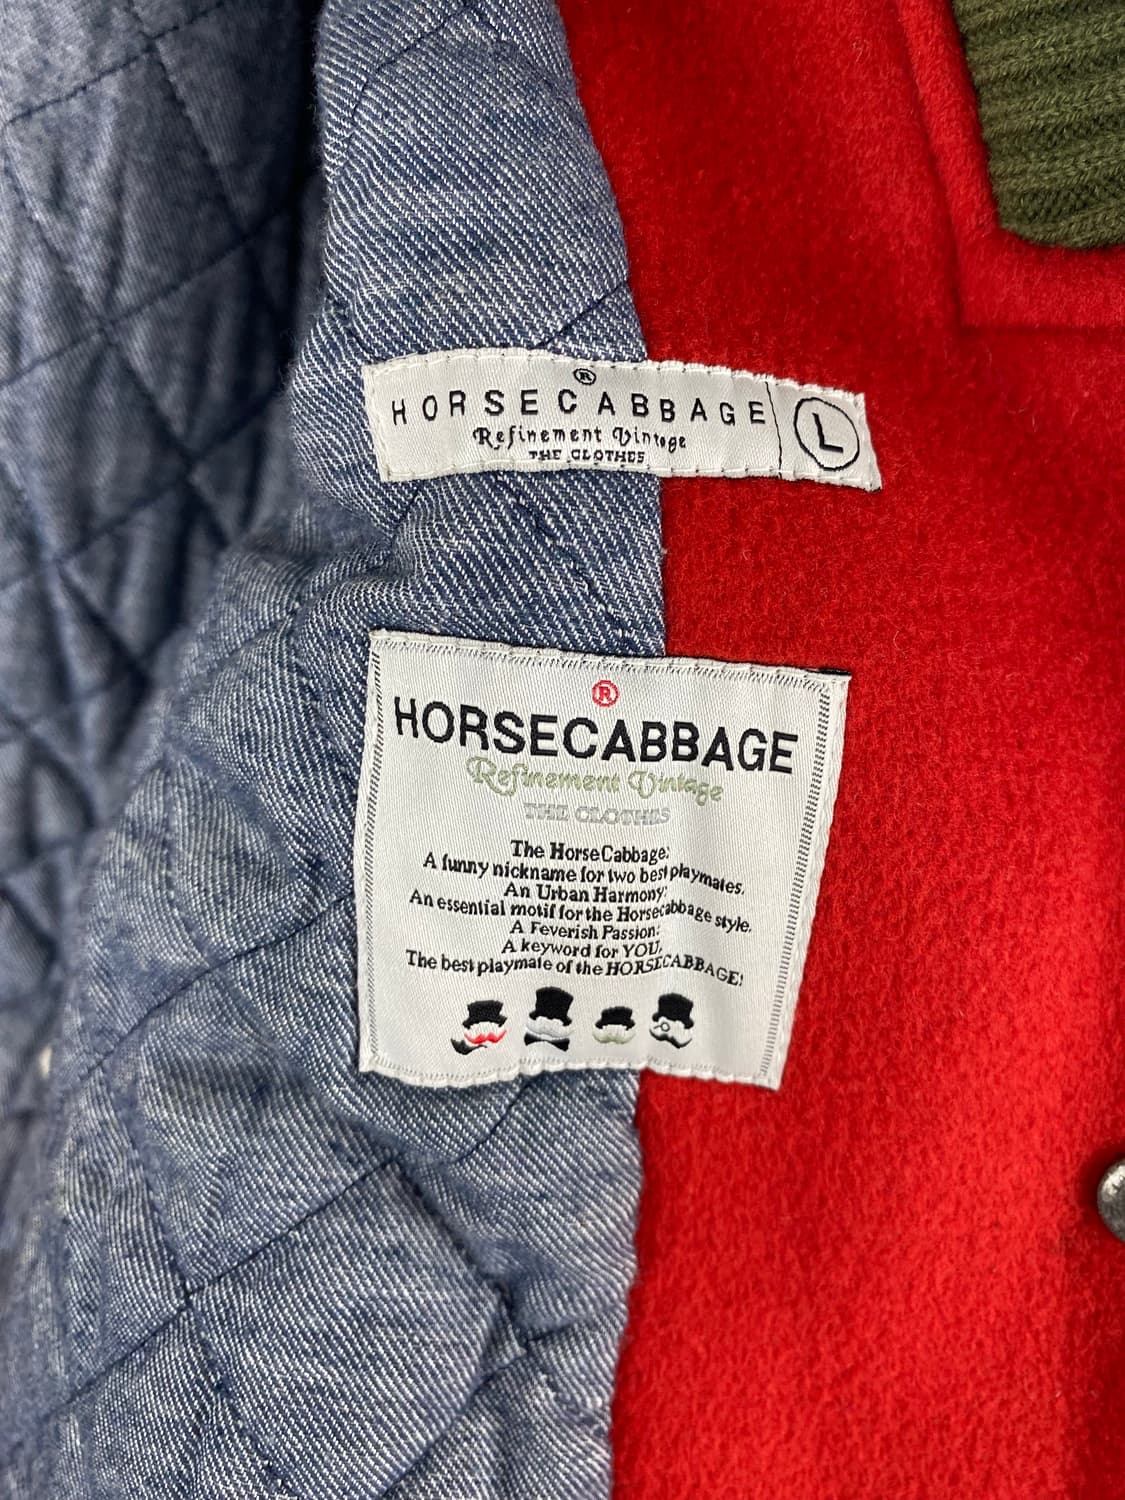 ®
HORSECABBAGE
Refinement Vintage
THE CLOTHES
L
®
HORSECABBAGE
Refinement Vintage
THE CLOTHES
The HorseCabbage:
A funny nickname for two best playmates.
An Urban Harmony:
An essential motif for the Horsecabbage style.
A Feverish Passion:
A keyword for YOU.
The best playmate of the HORSECABBAGE!